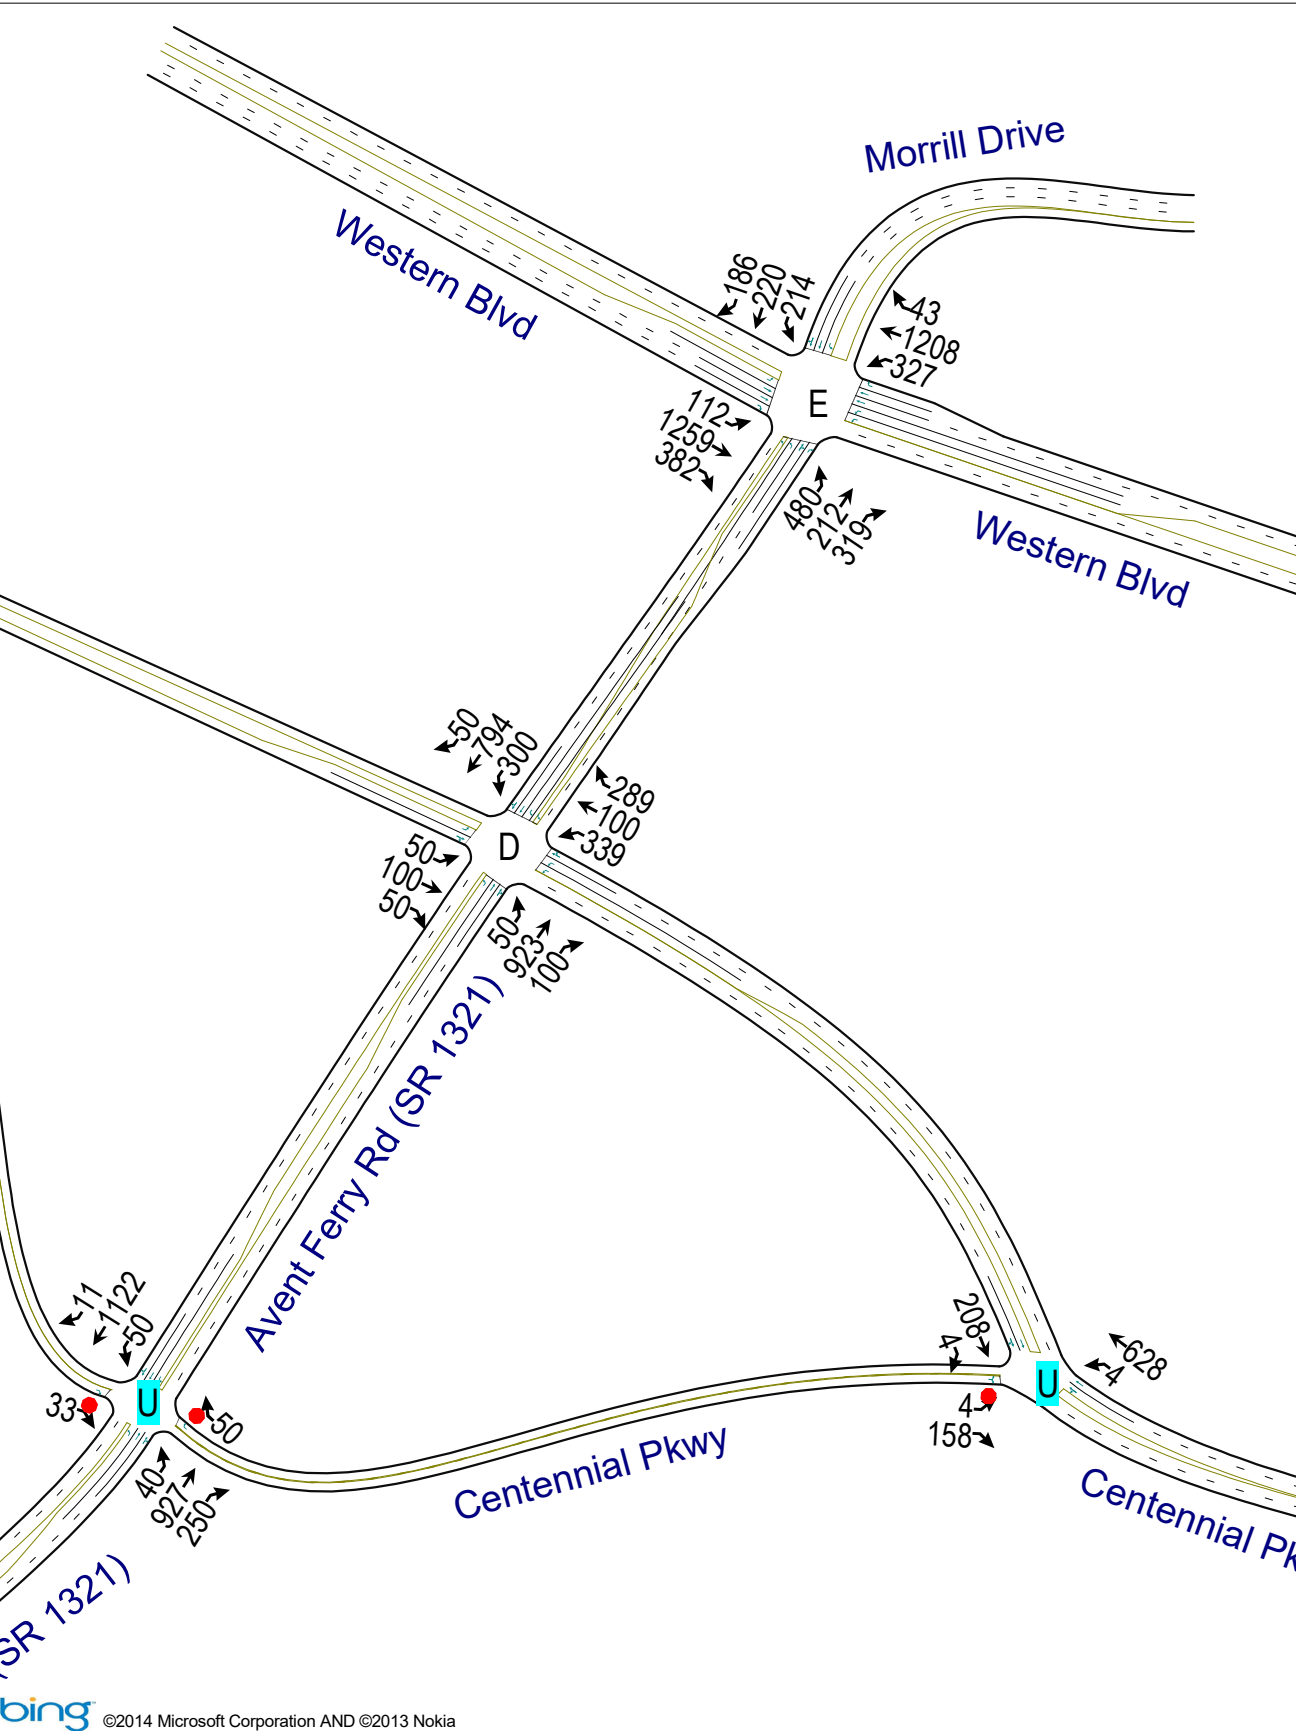 Morrill Drive
Western Blvd
186
220
214
43
1208
327
E
112
1259
382
480
212
319
Western Blvd
50
794
300
289
100
339
D
50
100
50
50
923
100
Avent Ferry Rd (SR 1321)
11
1122
50
208
4
628
4
U
U
33
50
4
158
40
927
250
Centennial Pkwy
Centennial Pk
(SR 1321)
bing
©2014 Microsoft Corporation AND ©2013 Nokia